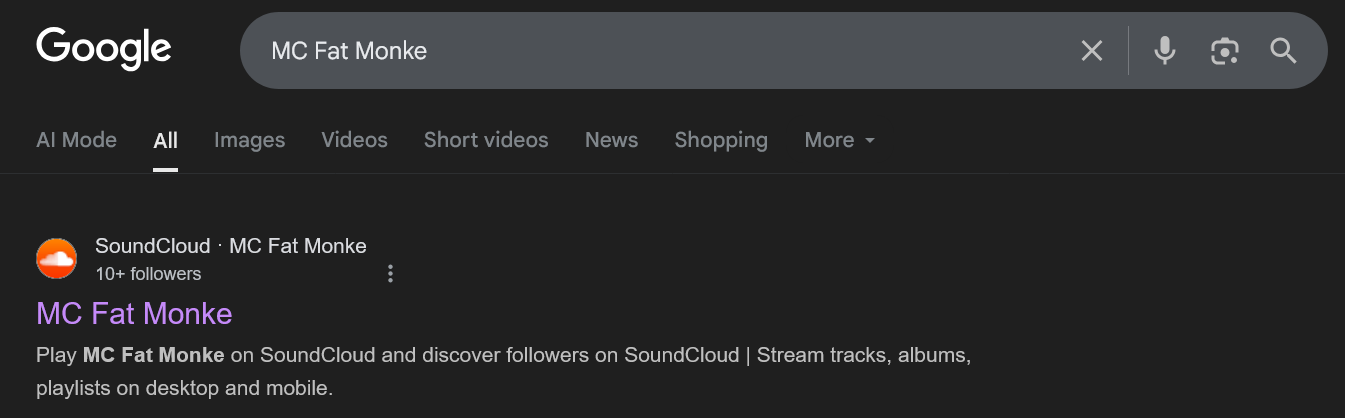 Google
MC Fat Monke
AI Mode All Images Videos Short videos News Shopping More
SoundCloud · MC Fat Monke
10+ followers
MC Fat Monke
Play MC Fat Monke on SoundCloud and discover followers on SoundCloud | Stream tracks, albums,
playlists on desktop and mobile.